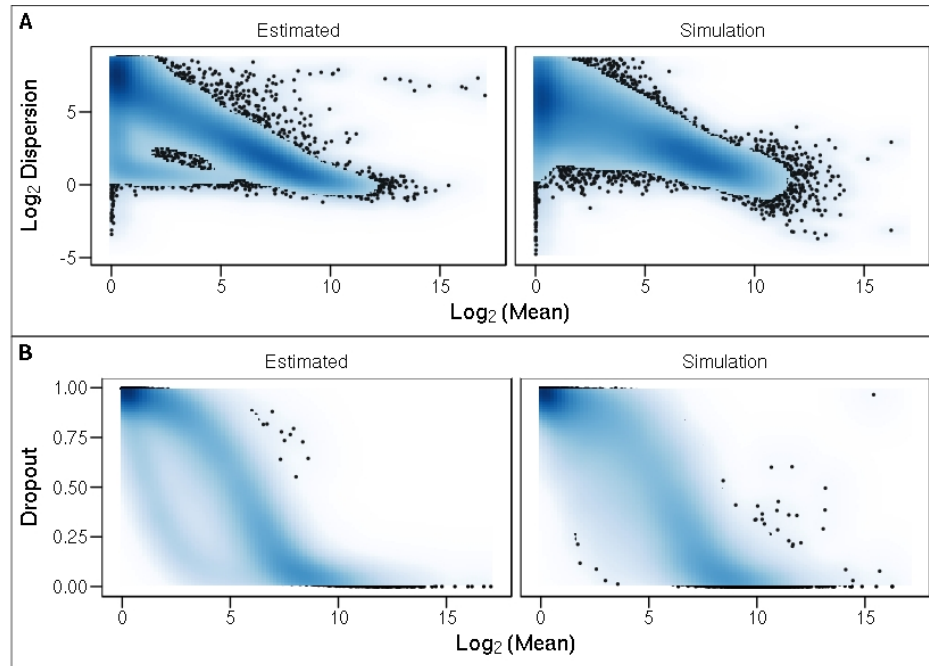 A
Estimated
Simulation
Log₂ Dispersion
5
0
-5
0 5 10 15
0 5 10 15
Log₂ (Mean)
B
Estimated
Simulation
Dropout
1.00
0.75
0.50
0.25
0.00
0 5 10 15
0 5 10 15
Log₂ (Mean)